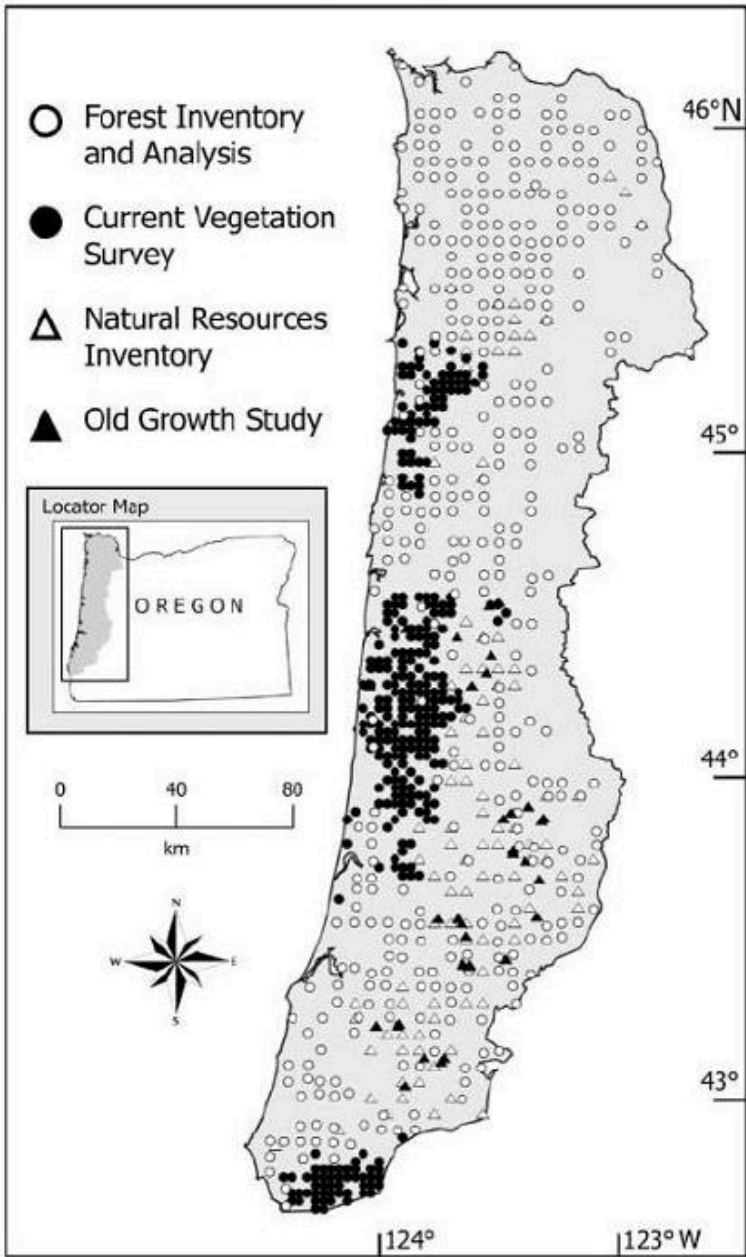 Forest Inventory
and Analysis
Current Vegetation
Survey
Natural Resources
Inventory
Old Growth Study
Locator Map
OREGON
0 40 80
km
N
W E
S
46°N
45°
44°
43°
124° 123° W